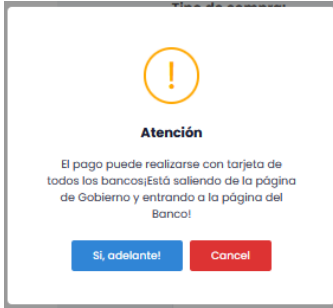 Tipo de compra:
!
Atención
El pago puede realizarse con tarjeta de
todos los bancos¡Está saliendo de la página
de Gobierno y entrando a la página del
Banco!
Sí, adelante!
Cancel